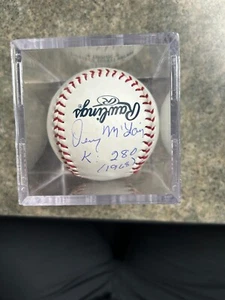 Rawlings
Denny McLain
K: 280
(1968)